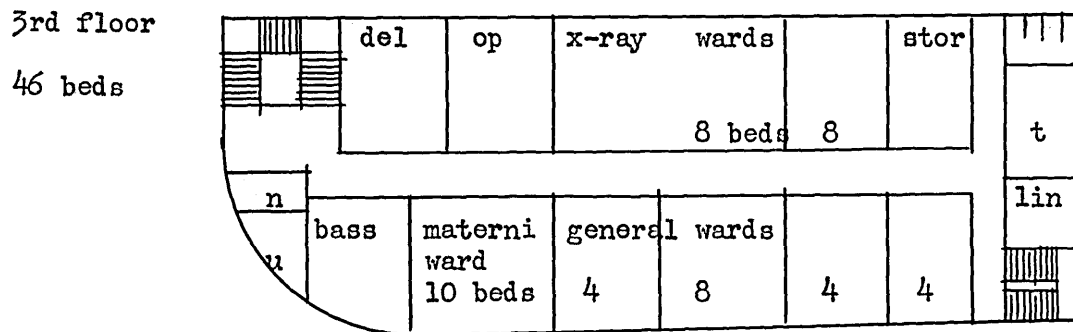 3rd floor
46 beds
del op x-ray wards stor
8 beds 8 t
n lin
bass materni general wards
u ward
10 beds 4 8 4 4